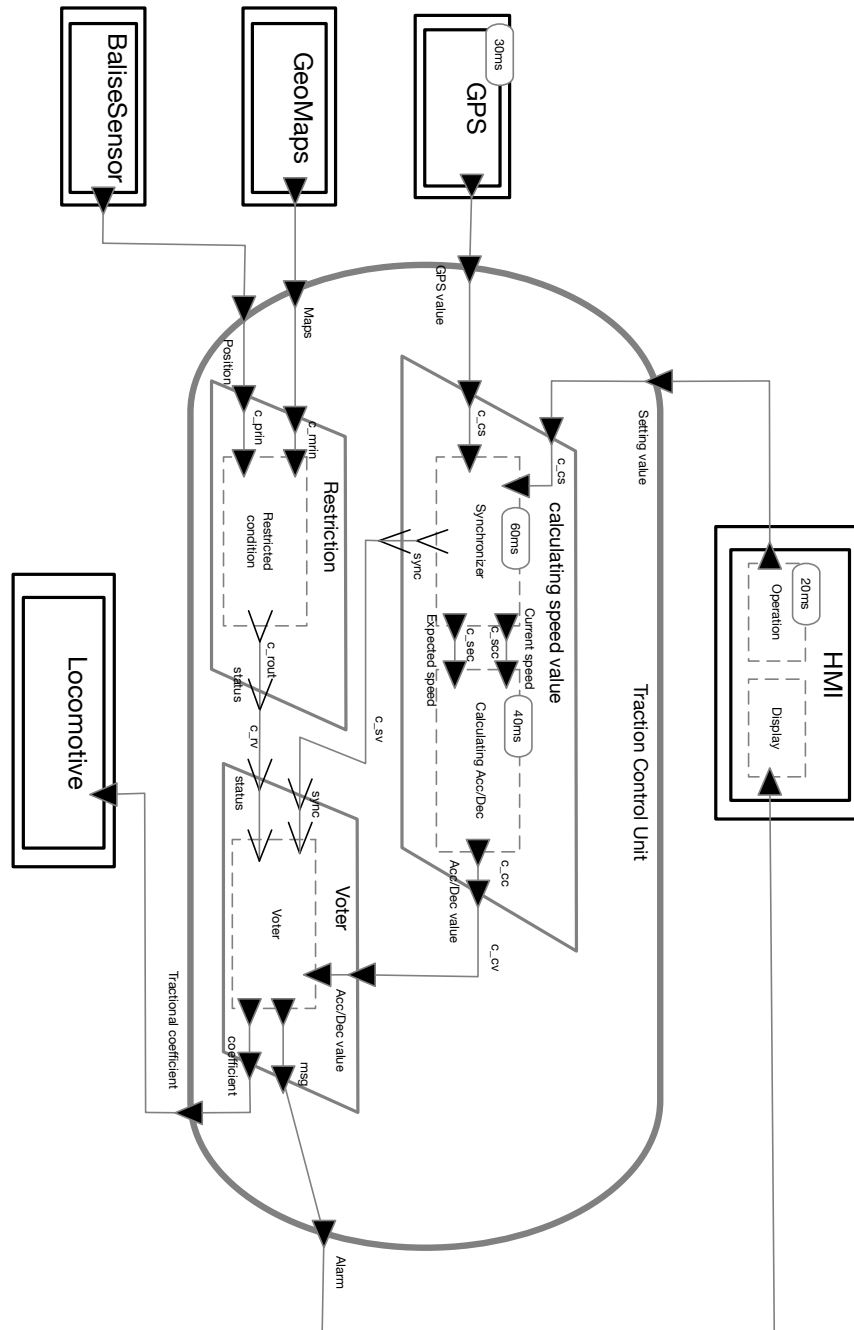 HMI
20ms
Operation
Display
Setting value
Traction Control Unit
GPS
30ms
GPS value
calculating speed value
c_cs
c_cs
60ms
Synchronizer
sync
Current speed
c_scc
c_sec
Expected speed
40ms
Calculating Acc/Dec
c_cc
Acc/Dec value
c_cv
c_sv
GeoMaps
Maps
BaliseSensor
Position
c_mrin
c_prin
Restriction
Restricted
condition
c_rout
status
c_rv
status
sync
Voter
Voter
Acc/Dec value
msg
coefficient
Tractional coefficient
Alarm
Locomotive